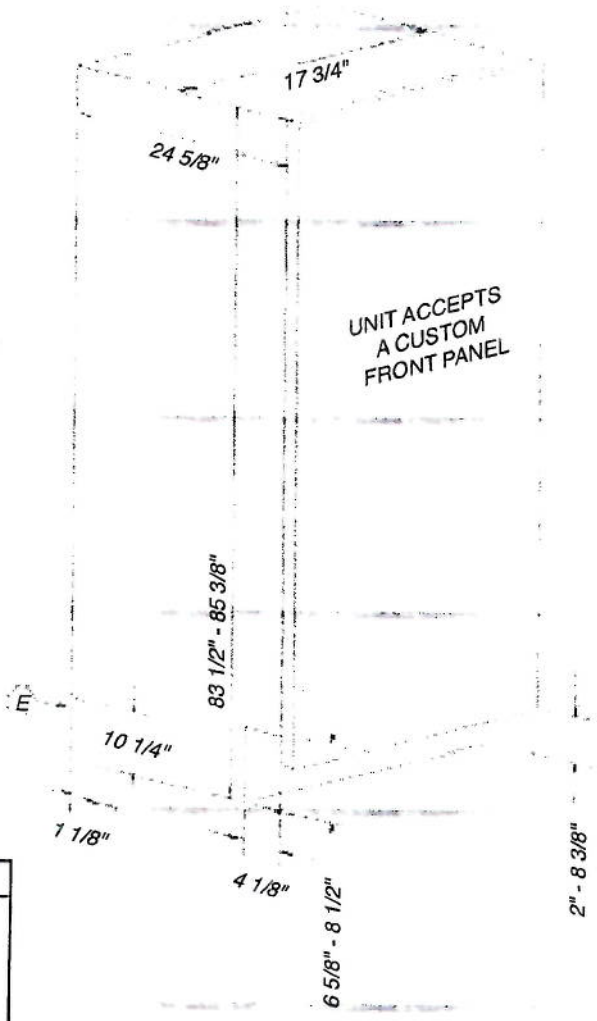 17 3/4"
24 5/8"
UNIT ACCEPTS
A CUSTOM
FRONT PANEL
83 1/2" - 85 3/8"
E
10 1/4"
1 1/8"
4 1/8"
6 5/8" - 8 1/2"
2" - 8 3/8"